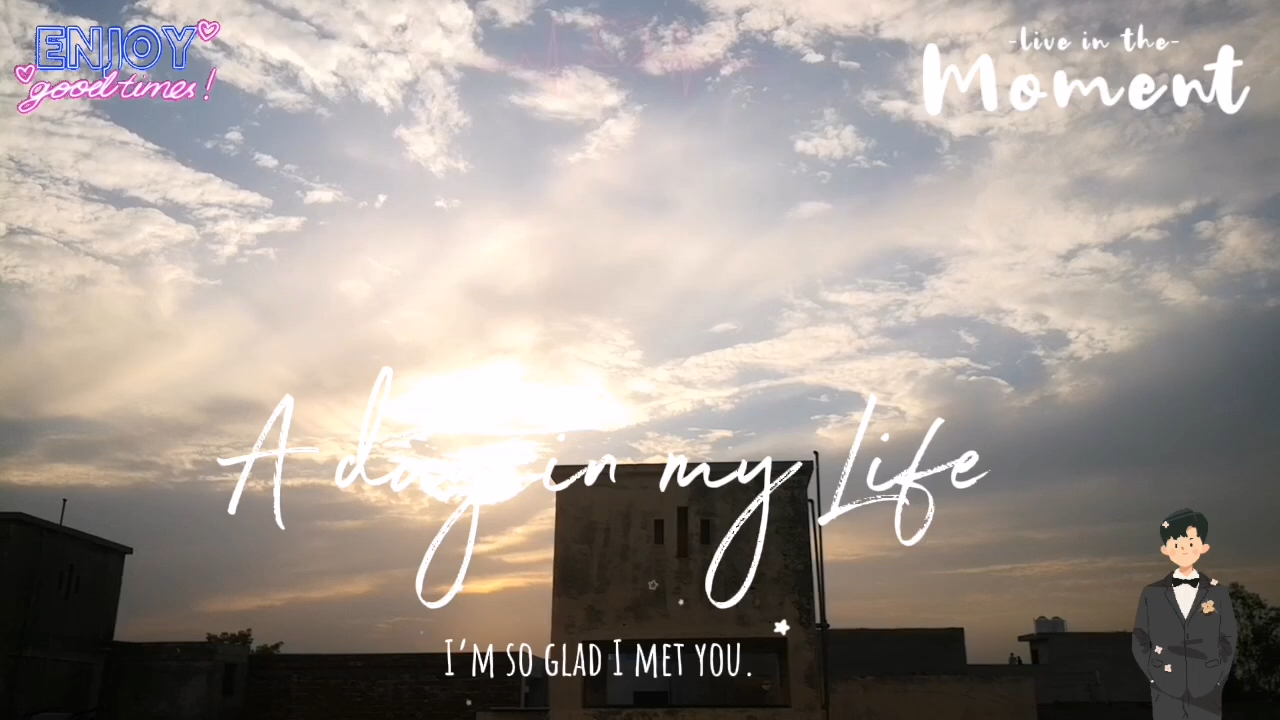 ENJOY
good times!
-live in the-
Moment
A day in my Life
I'M SO GLAD I MET YOU.